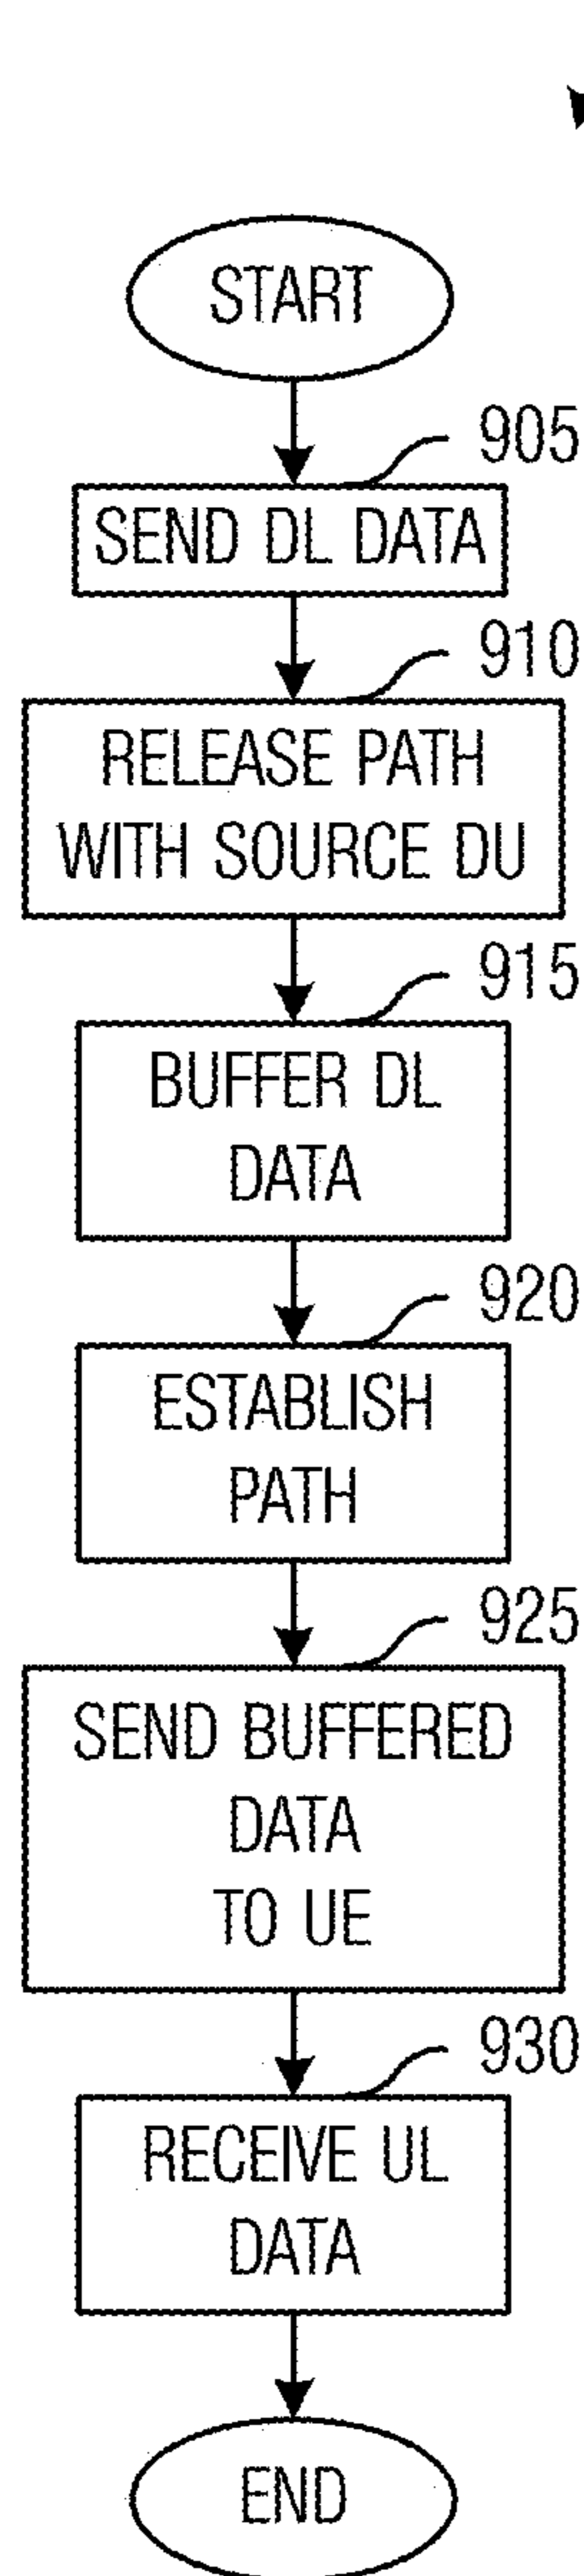 START
905
SEND DL DATA
910
RELEASE PATH
WITH SOURCE DU
915
BUFFER DL
DATA
920
ESTABLISH
PATH
925
SEND BUFFERED
DATA
TO UE
930
RECEIVE UL
DATA
END